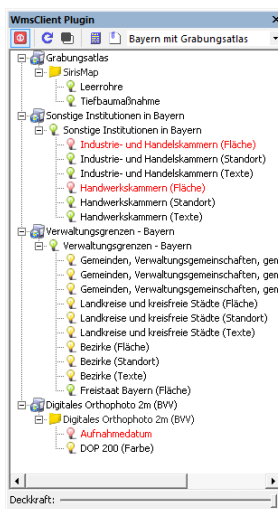 WmsClient Plugin
Bayern mit Grabungsatlas
Grabungsatlas
SirisMap
Leerrohre
Tiefbaumaßnahme
Sonstige Institutionen in Bayern
Sonstige Institutionen in Bayern
Industrie- und Handelskammern (Fläche)
Industrie- und Handelskammern (Standort)
Industrie- und Handelskammern (Texte)
Handwerkskammern (Fläche)
Handwerkskammern (Standort)
Handwerkskammern (Texte)
Verwaltungsgrenzen - Bayern
Verwaltungsgrenzen - Bayern
Gemeinden, Verwaltungsgemeinschaften, gen
Gemeinden, Verwaltungsgemeinschaften, gen
Gemeinden, Verwaltungsgemeinschaften, gen
Landkreise und kreisfreie Städte (Fläche)
Landkreise und kreisfreie Städte (Standort)
Landkreise und kreisfreie Städte (Texte)
Bezirke (Fläche)
Bezirke (Standort)
Bezirke (Texte)
Freistaat Bayern (Fläche)
Digitales Orthophoto 2m (BVV)
Digitales Orthophoto 2m (BVV)
Aufnahmedatum
DOP 200 (Farbe)
Deckkraft: